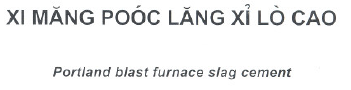 XI MĂNG POÓC LĂNG XỈ LÒ CAO
Portland blast furnace slag cement